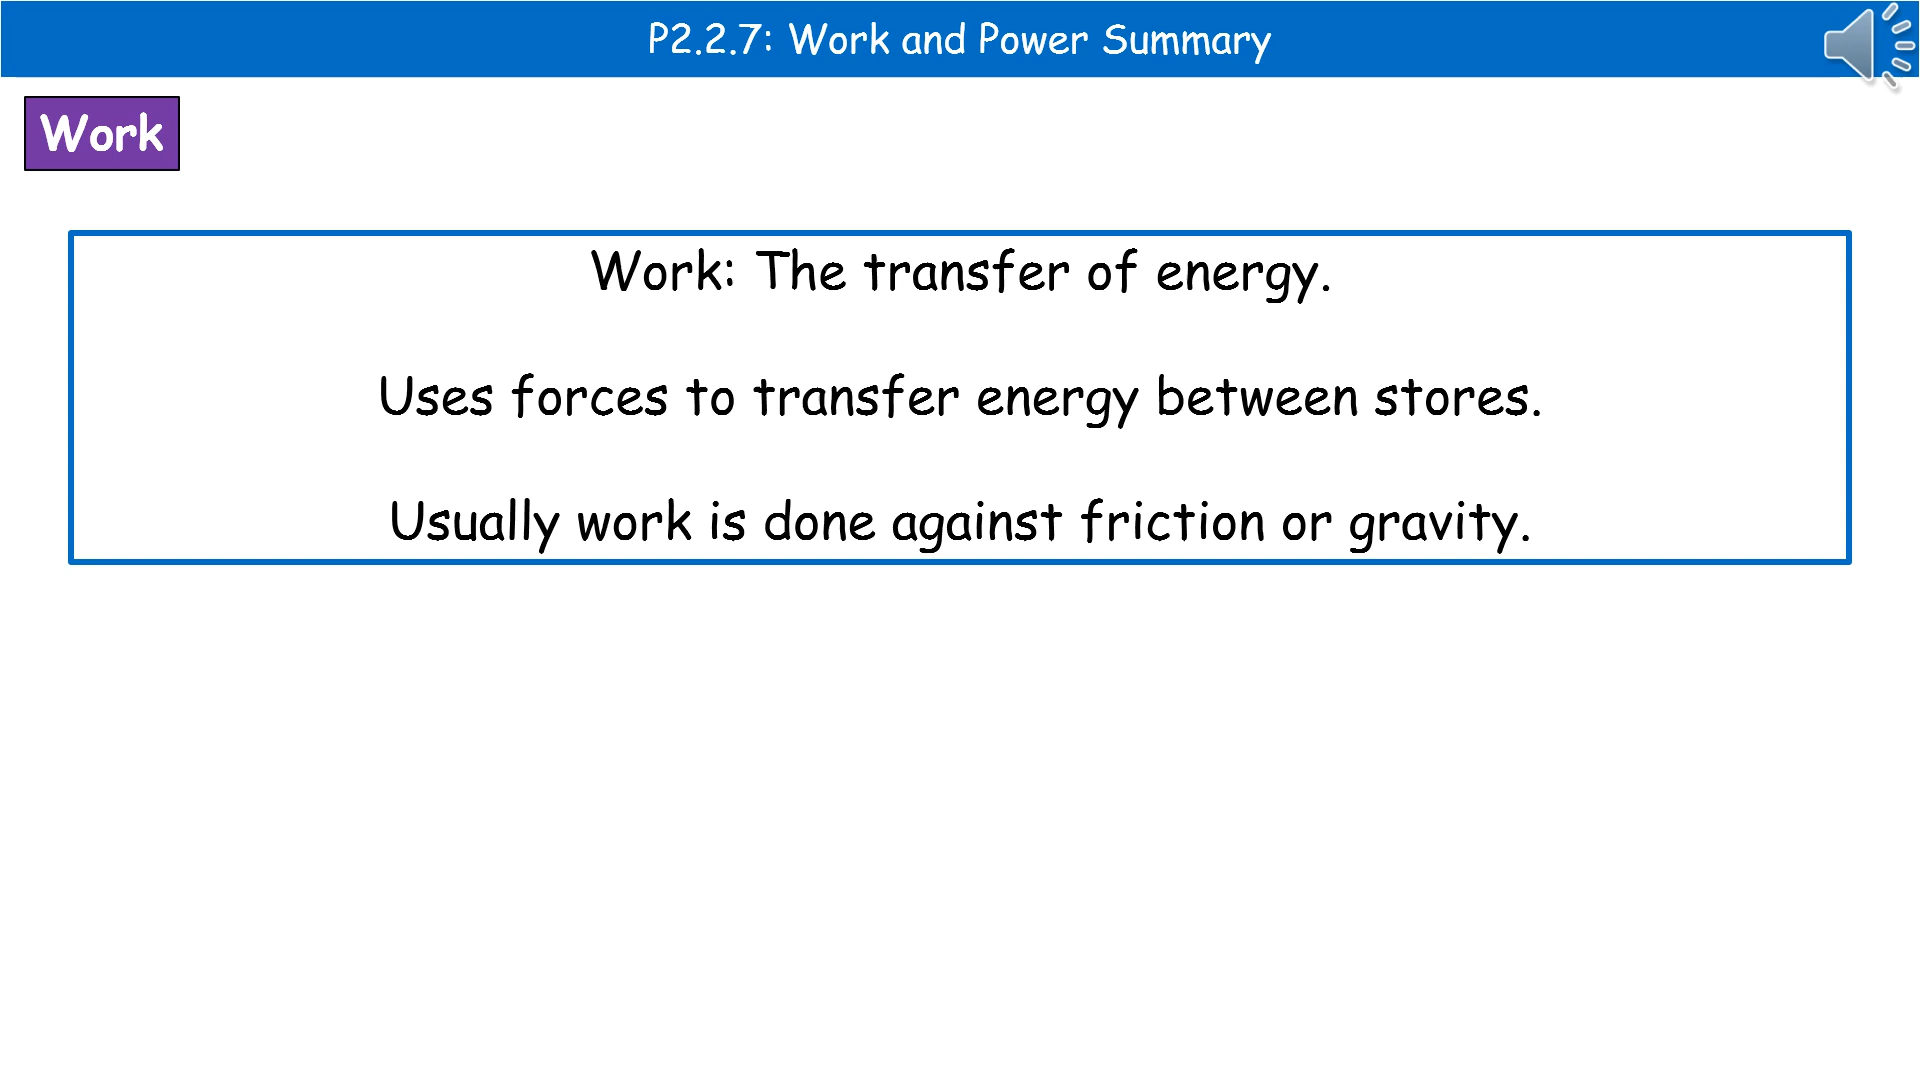 P2.2.7: Work and Power Summary
Work
Work: The transfer of energy.
Uses forces to transfer energy between stores.
Usually work is done against friction or gravity.